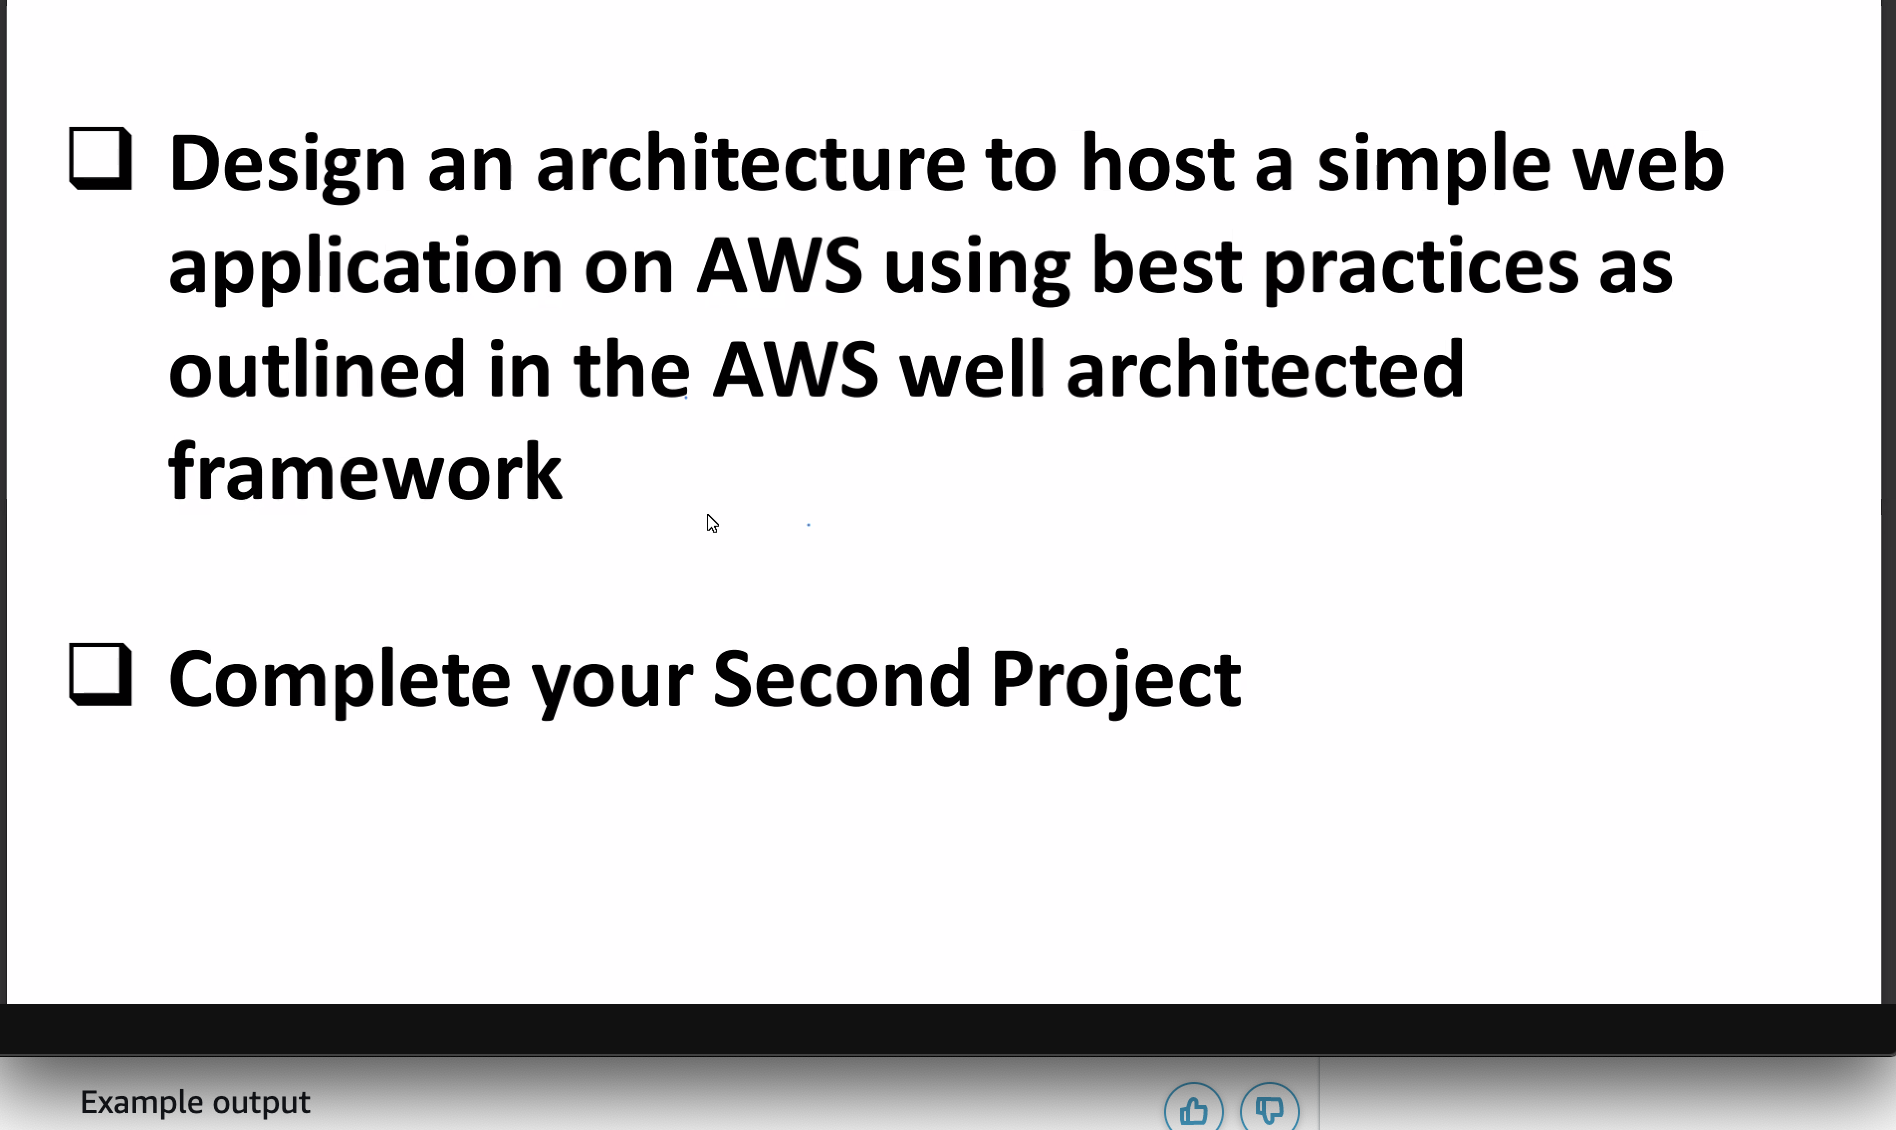 Design an architecture to host a simple web
application on AWS using best practices as
outlined in the AWS well architected
framework
Complete your Second Project
Example output